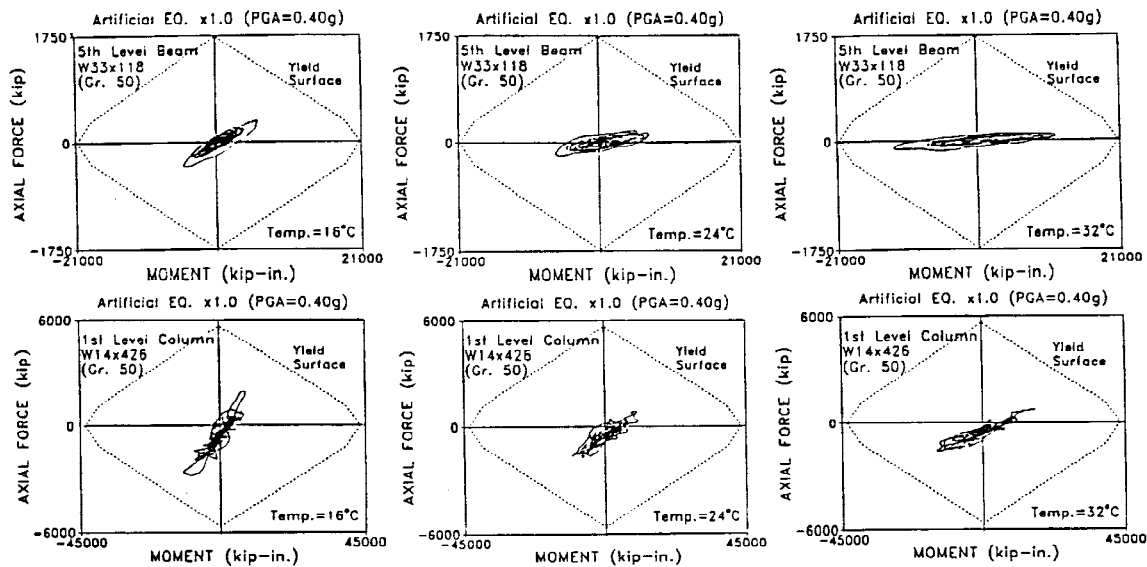 Artificial EQ. x1.0 (PGA=0.40g)
1750
5th Level Beam
W33x118
(Gr. 50)
Yield
Surface
AXIAL FORCE (kip)
0
Temp.=16°C
-1750
-21000
21000
MOMENT (kip-in.)
Artificial EQ. x1.0 (PGA=0.40g)
1750
5th Level Beam
W33x118
(Gr. 50)
Yield
Surface
AXIAL FORCE (kip)
0
Temp.=24°C
-1750
-21000
21000
MOMENT (kip-in.)
Artificial EQ. x1.0 (PGA=0.40g)
1750
5th Level Beam
W33x118
(Gr. 50)
Yield
Surface
AXIAL FORCE (kip)
0
Temp.=32°C
-1750
-21000
21000
MOMENT (kip-in.)
Artificial EQ. x1.0 (PGA=0.40g)
6000
1st Level Column
W14x426
(Gr. 50)
Yield
Surface
AXIAL FORCE (kip)
0
Temp.=16°C
-6000
-45000
45000
MOMENT (kip-in.)
Artificial EQ. x1.0 (PGA=0.40g)
6000
1st Level Column
W14x426
(Gr. 50)
Yield
Surface
AXIAL FORCE (kip)
0
Temp.=24°C
-6000
-45000
45000
MOMENT (kip-in.)
Artificial EQ. x1.0 (PGA=0.40g)
6000
1st Level Column
W14x426
(Gr. 50)
Yield
Surface
AXIAL FORCE (kip)
0
Temp.=32°C
-6000
-45000
45000
MOMENT (kip-in.)